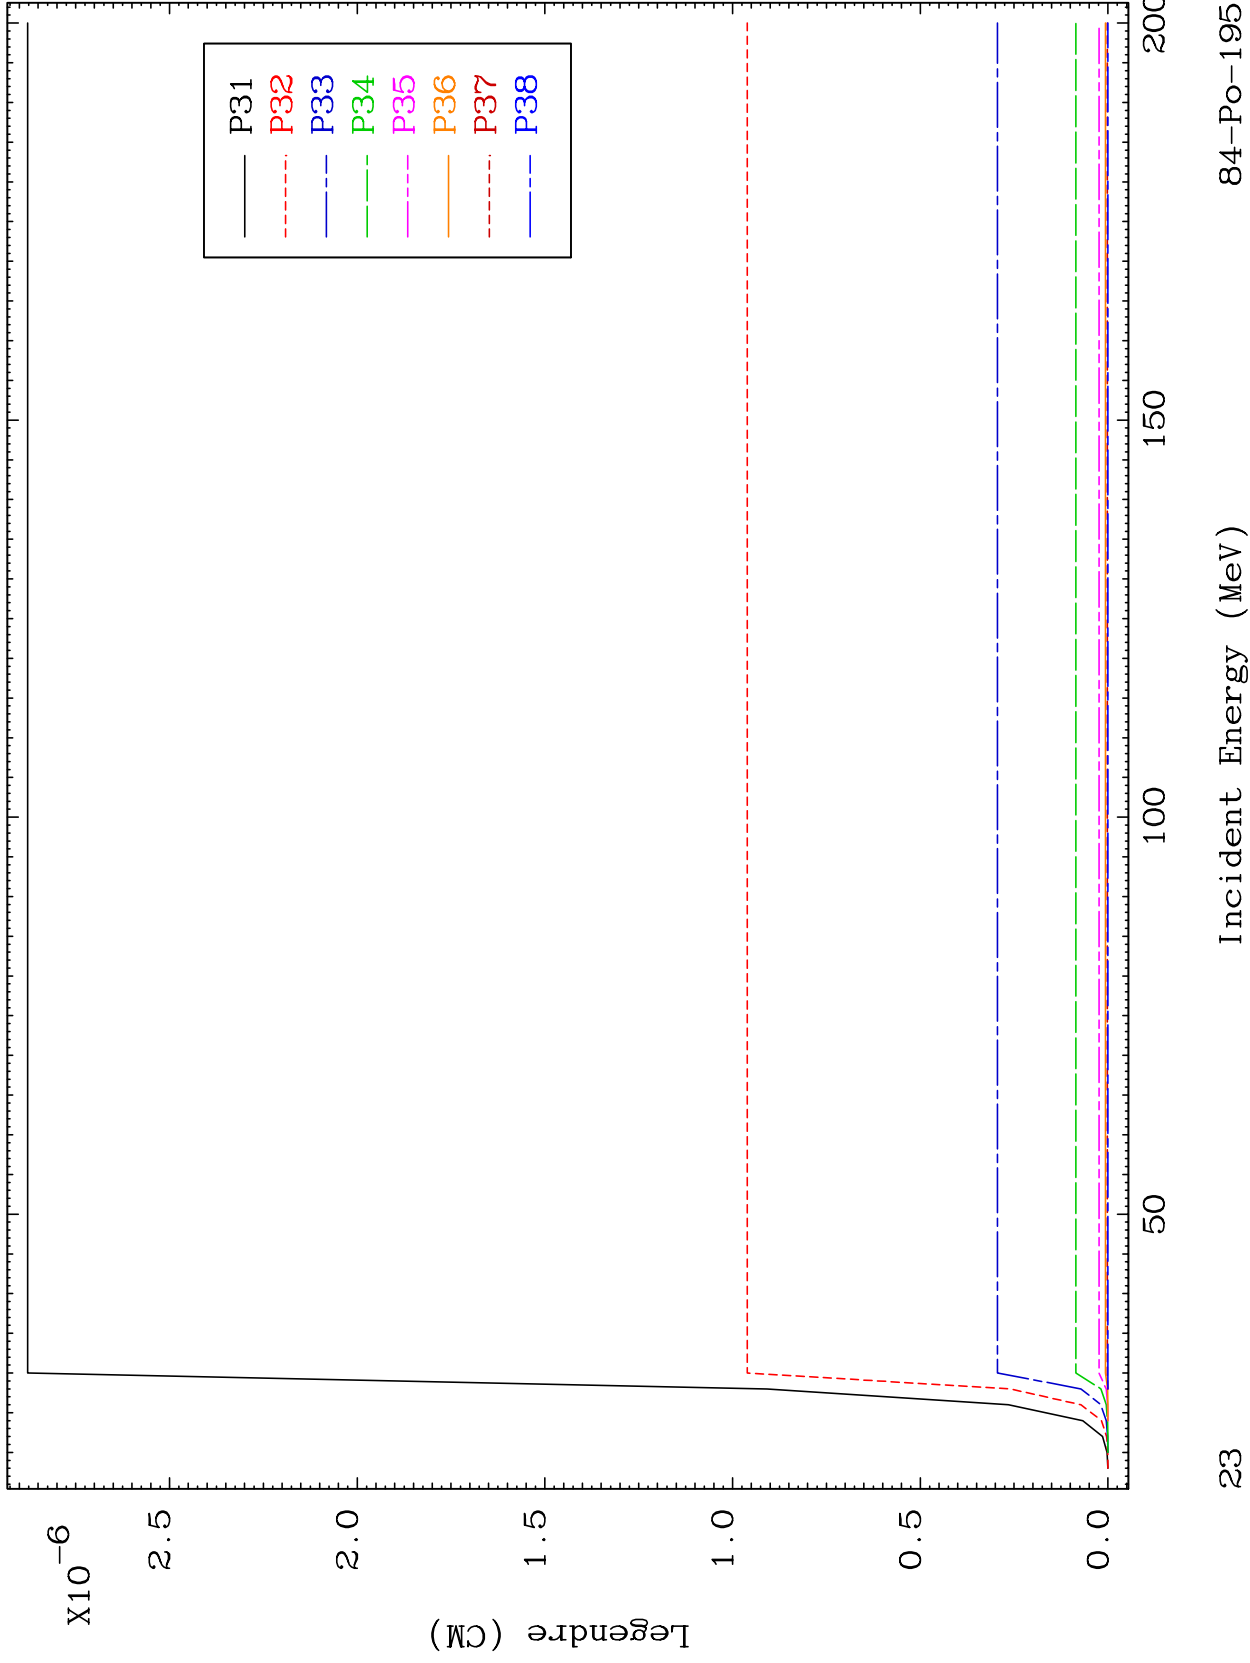 X10-6
2.5
2.0
1.5
1.0
0.5
0.0
Legendre (CM)
P31
P32
P33
P34
P35
P36
P37
P38
50
100
150
200
Incident Energy (MeV)
23
84-Po-195